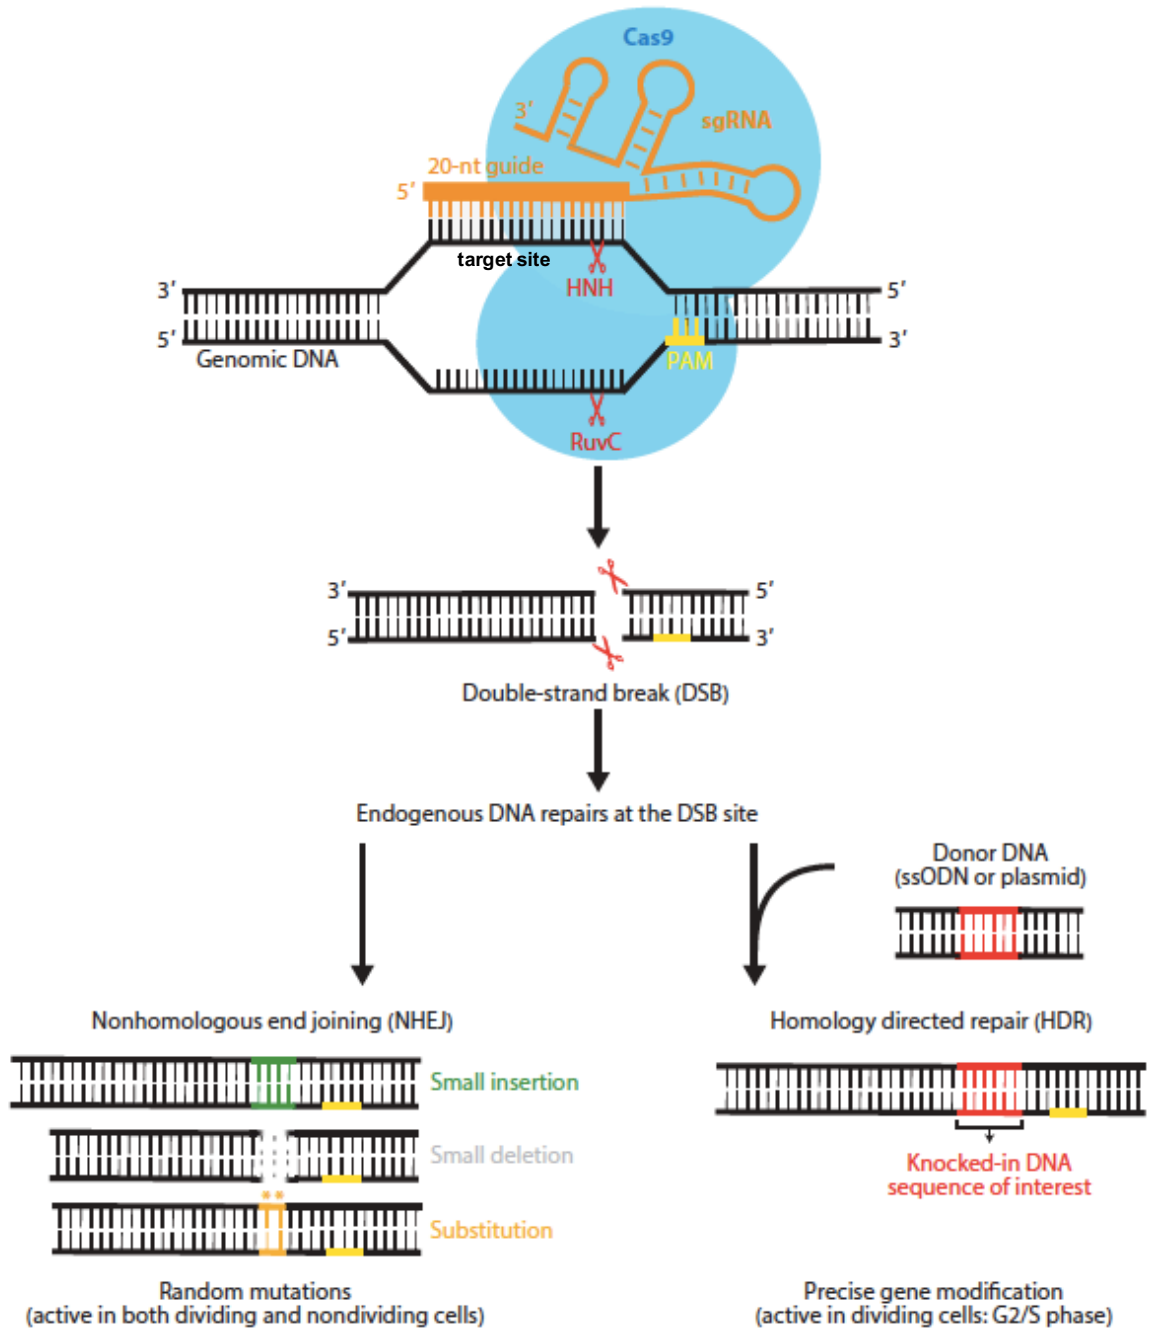 Cas9
3′
sgRNA
20-nt guide
5′
target site
HNH
3′
5′
5′
3′
Genomic DNA
PAM
RuvC
3′
5′
5′
3′
Double-strand break (DSB)
Endogenous DNA repairs at the DSB site
Donor DNA
(ssODN or plasmid)
Nonhomologous end joining (NHEJ)
Homology directed repair (HDR)
Small insertion
Small deletion
**
Substitution
Knocked-in DNA
sequence of interest
Random mutations
(active in both dividing and nondividing cells)
Precise gene modification
(active in dividing cells: G2/S phase)